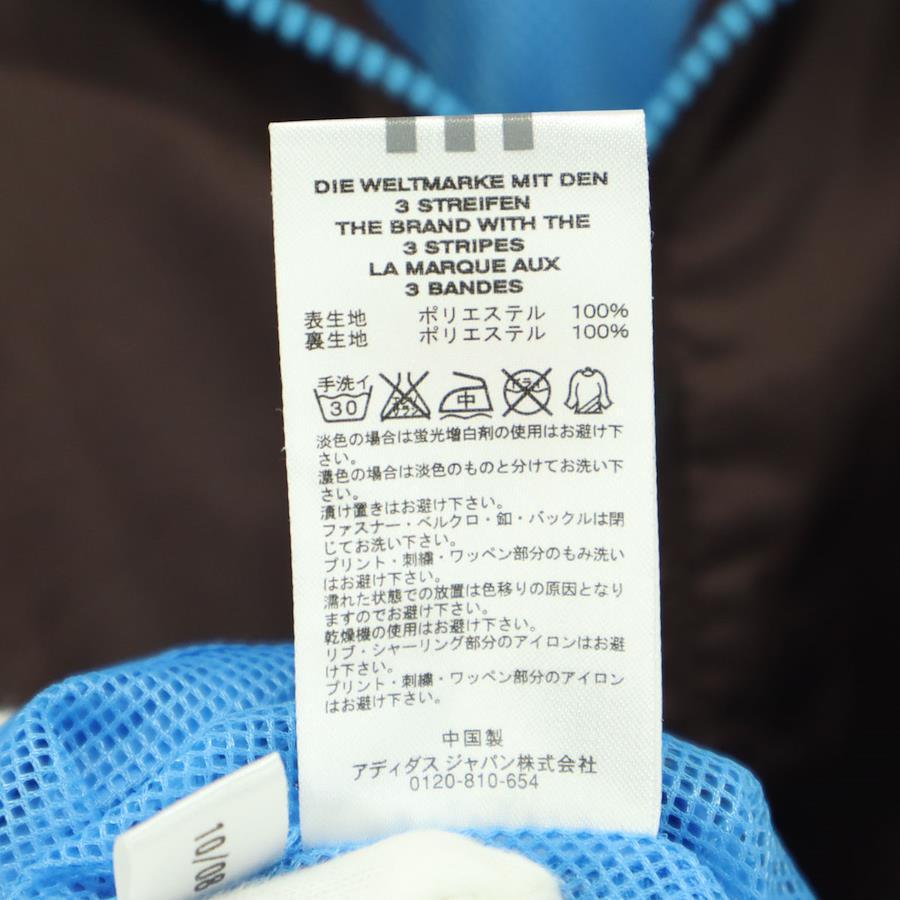 DIE WELTMARKE MIT DEN
3 STREIFEN
THE BRAND WITH THE
3 STRIPES
LA MARQUE AUX
3 BANDES
表生地 ポリエステル 100%
裏生地 ポリエステル 100%
手洗イ
30
エンソ
サラシ
中
ドライ
淡色の場合は蛍光増白剤の使用はお避け下
さい。
濃色の場合は淡色のものと分けてお洗い下
さい。
漬け置きはお避け下さい。
ファスナー・ベルクロ・釦・バックルは閉
じてお洗い下さい。
プリント・刺繍・ワッペン部分のもみ洗い
はお避け下さい。
濡れた状態での放置は色移りの原因となり
ますのでお避け下さい。
乾燥機の使用はお避け下さい。
リブ・シャーリング部分のアイロンはお避
け下さい。
プリント・刺繍・ワッペン部分のアイロン
はお避け下さい。
中国製
アディダス ジャパン株式会社
0120-810-654
10/08